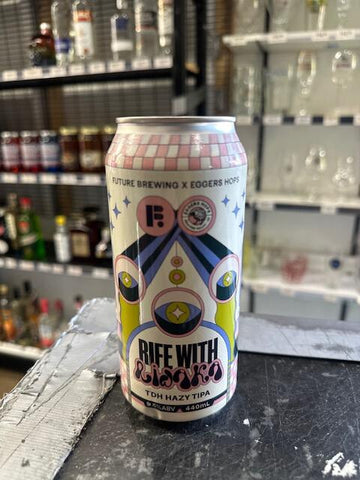 FUTURE BREWING X EGGERS HOPS
F.
RIFE WITH
TDH HAZY TIPA
440mL